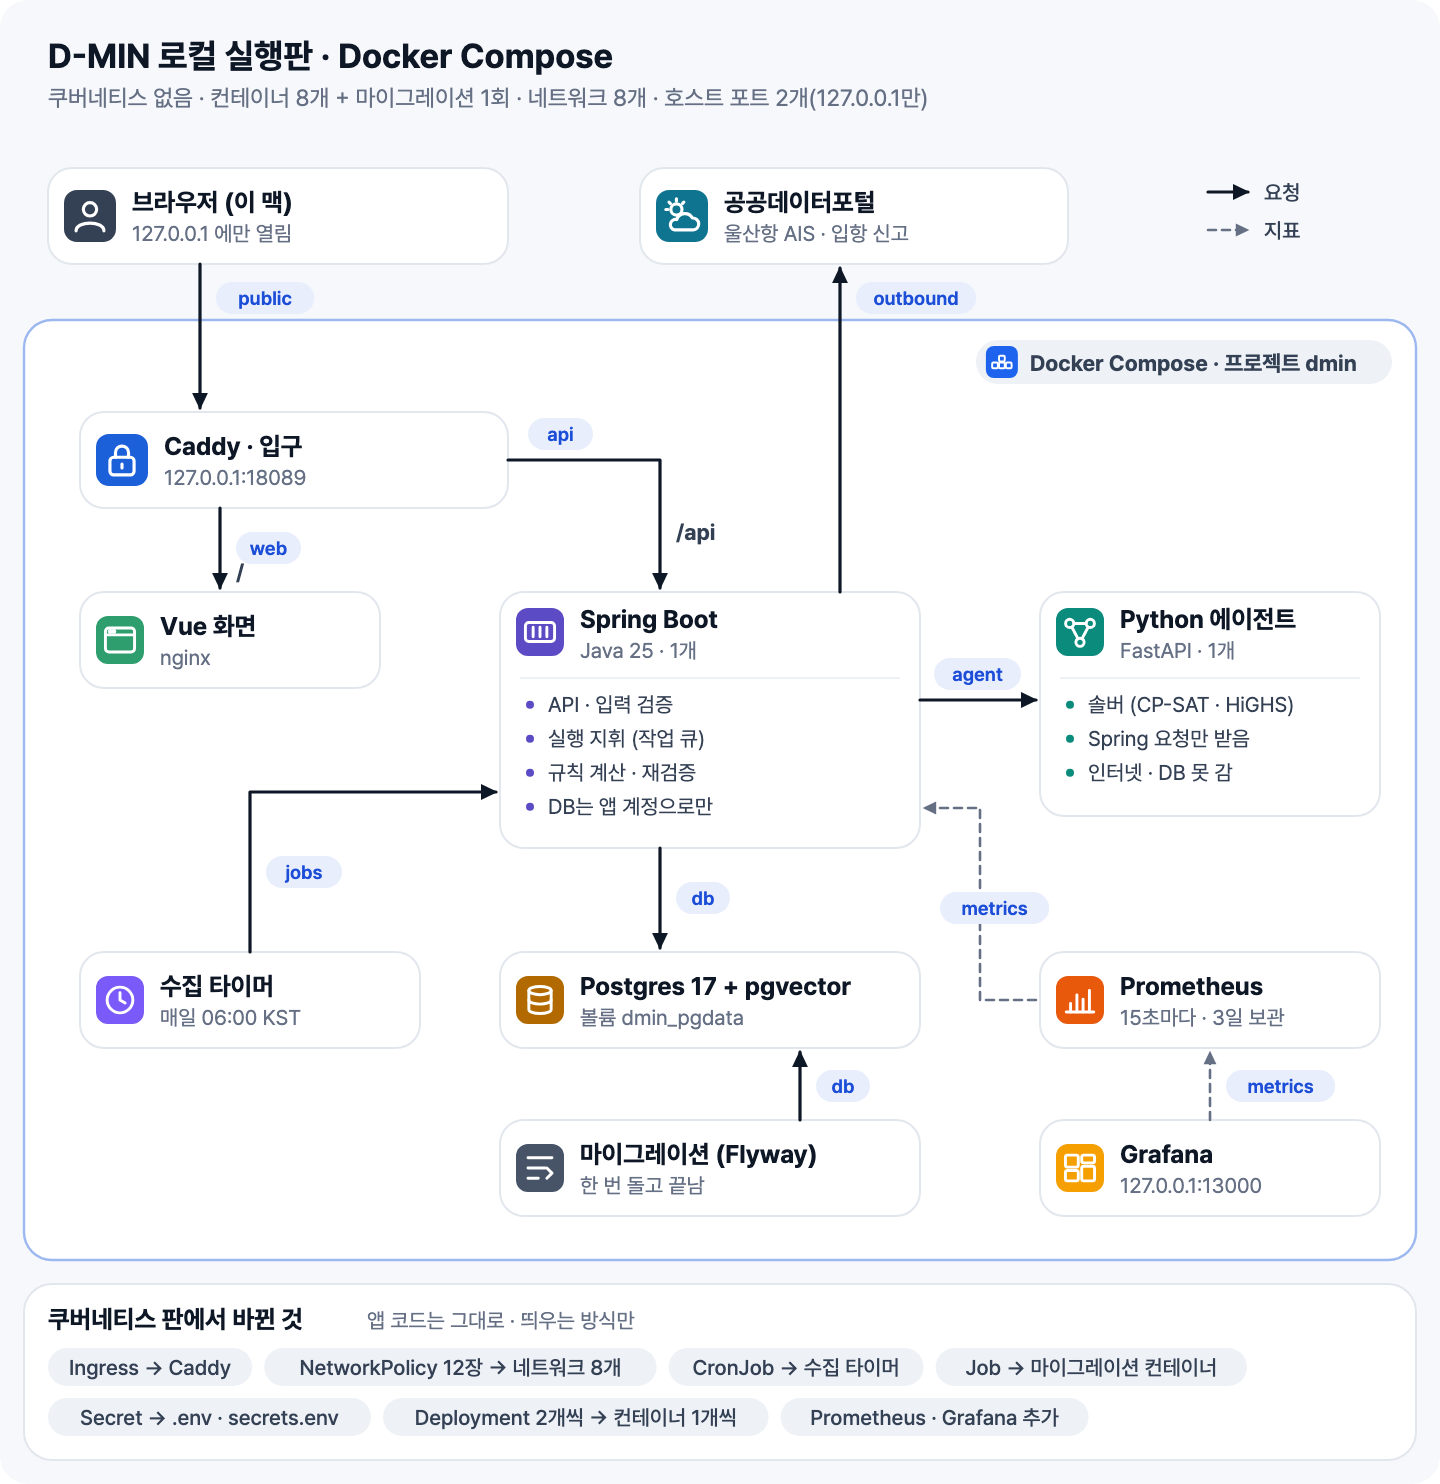 D-MIN 로컬 실행판 · Docker Compose
쿠버네티스 없음 · 컨테이너 8개 + 마이그레이션 1회 · 네트워크 8개 · 호스트 포트 2개(127.0.0.1만)
브라우저 (이 맥)
127.0.0.1 에만 열림
공공데이터포털
울산항 AIS · 입항 신고
요청
지표
public
outbound
Docker Compose · 프로젝트 dmin
Caddy · 입구
127.0.0.1:18089
api
/api
web
/
Vue 화면
nginx
Spring Boot
Java 25 · 1개
API · 입력 검증
실행 지휘 (작업 큐)
규칙 계산 · 재검증
DB는 앱 계정으로만
agent
Python 에이전트
FastAPI · 1개
솔버 (CP-SAT · HiGHS)
Spring 요청만 받음
인터넷 · DB 못 감
jobs
db
metrics
수집 타이머
매일 06:00 KST
Postgres 17 + pgvector
볼륨 dmin_pgdata
Prometheus
15초마다 · 3일 보관
db
metrics
마이그레이션 (Flyway)
한 번 돌고 끝남
Grafana
127.0.0.1:13000
쿠버네티스 판에서 바뀐 것
앱 코드는 그대로 · 띄우는 방식만
Ingress → Caddy
NetworkPolicy 12장 → 네트워크 8개
CronJob → 수집 타이머
Job → 마이그레이션 컨테이너
Secret → .env · secrets.env
Deployment 2개씩 → 컨테이너 1개씩
Prometheus · Grafana 추가